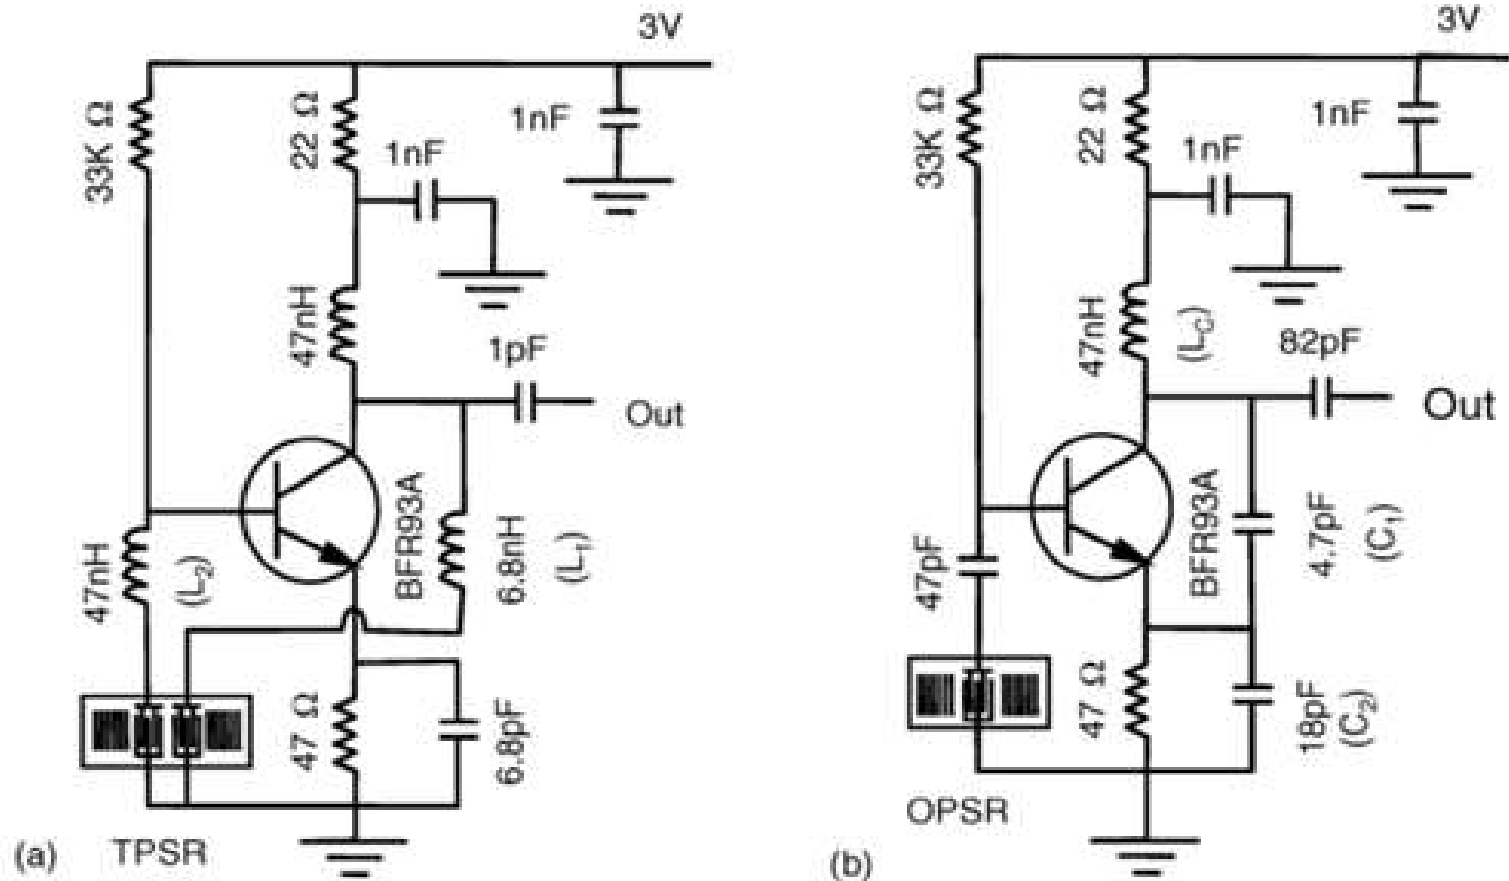 3V
33K Ω
22 Ω
1nF
1nF
47nH
1pF
Out
BFR93A
6.8nH
(L1)
47nH
(L2)
47 Ω
6.8pF
(a)
TPSR
3V
33K Ω
22 Ω
1nF
1nF
47nH
(LC)
82pF
Out
BFR93A
4.7pF
(C1)
47pF
47 Ω
18pF
(C2)
OPSR
(b)